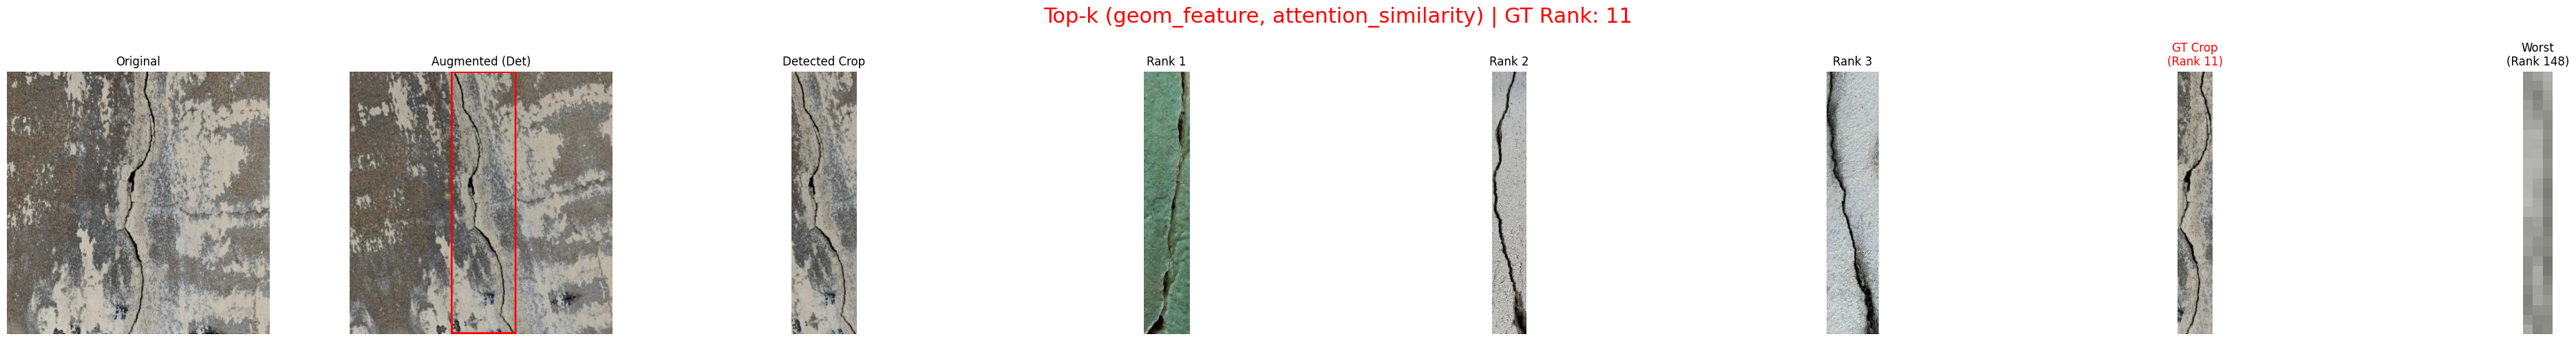 Top-k (geom_feature, attention_similarity) | GT Rank: 11
Original
Augmented (Det)
Detected Crop
Rank 1
Rank 2
Rank 3
GT Crop
(Rank 11)
Worst
(Rank 148)